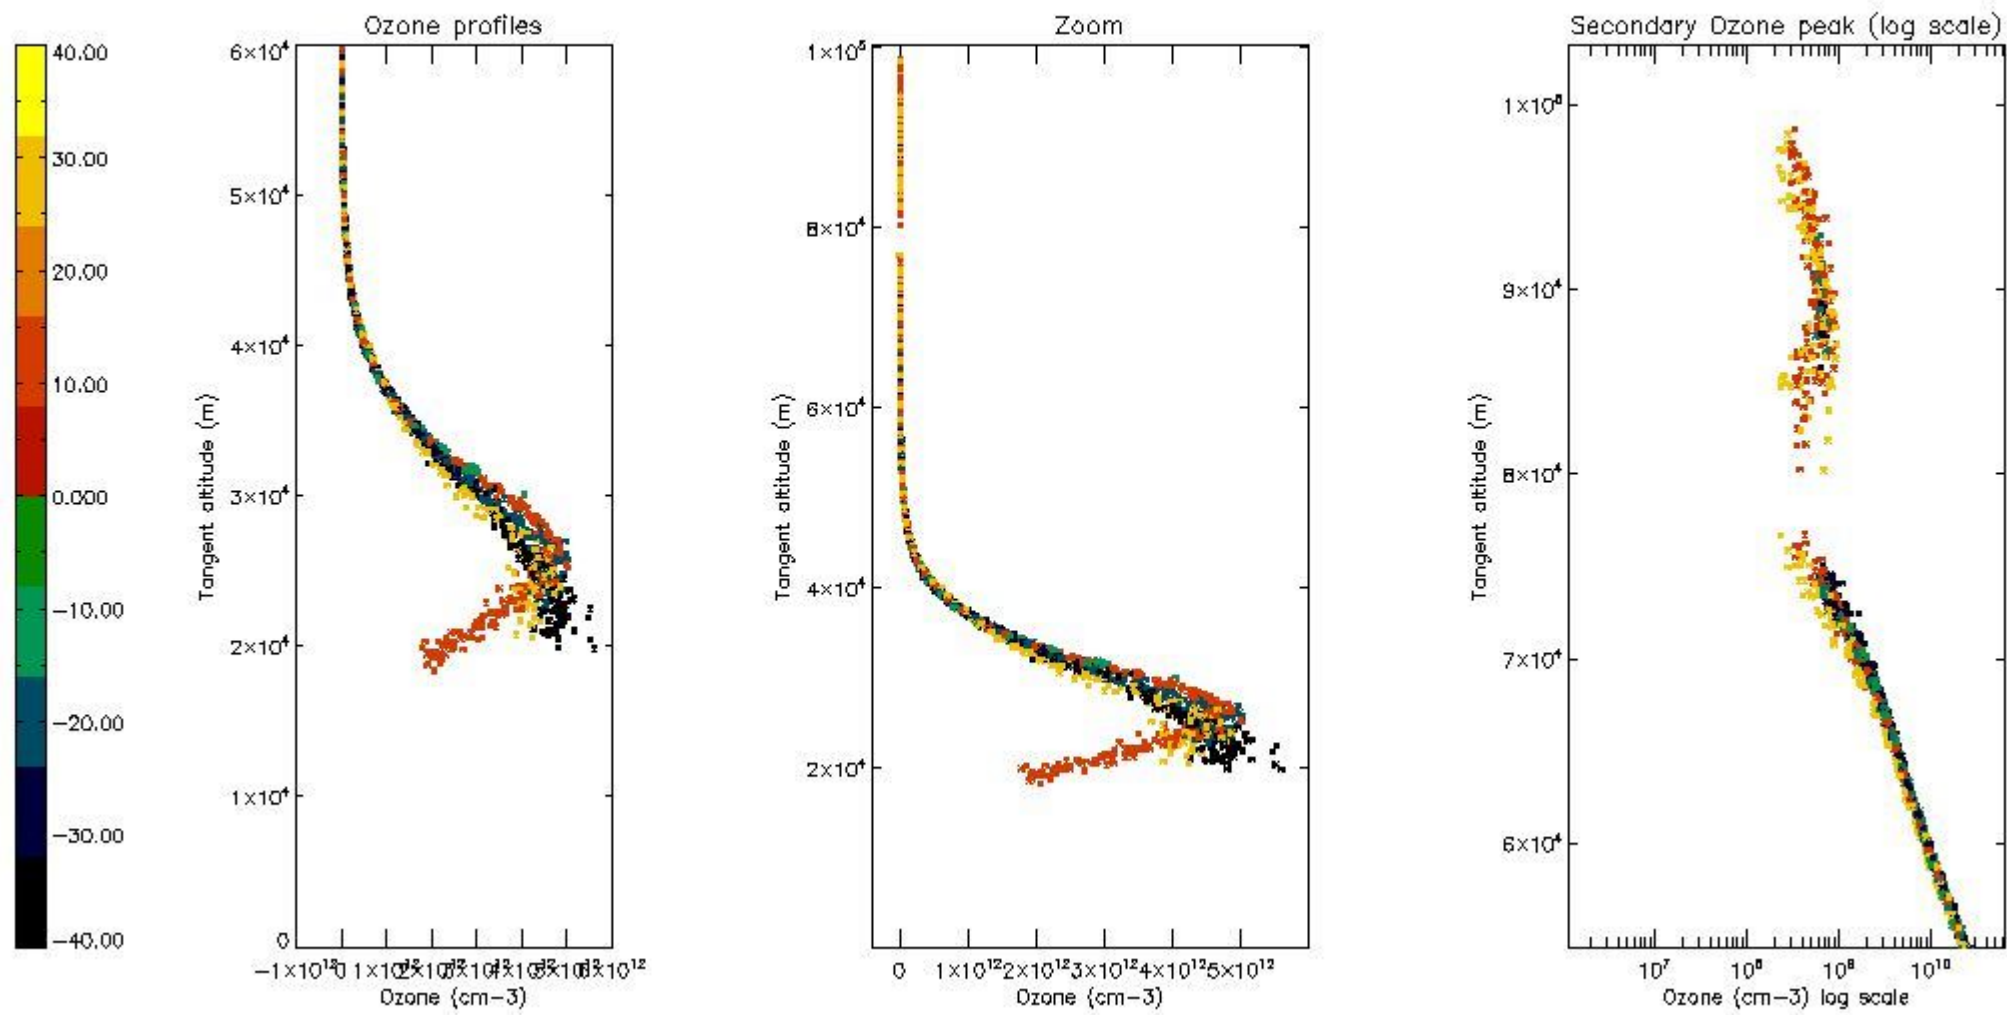 Ozone profiles
Zoom
Secondary Ozone peak (log scale)
40.00
30.00
20.00
10.00
-10.00
-20.00
-30.00
-40.00
Tangent altitude (m)
6×10⁴
5×10⁴
4×10⁴
3×10⁴
2×10⁴
1×10⁴
0
6×10¹²
Ozone (cm-3)
Tangent altitude (m)
1×10⁵
8×10⁴
6×10⁴
4×10⁴
2×10⁴
0 1×10¹² 2×10¹² 3×10¹² 4×10¹² 5×10¹²
Ozone (cm-3)
Tangent altitude (m)
9×10⁴
8×10⁴
7×10⁴
6×10⁴
10⁷ 10⁸ 10⁹ 10¹⁰
Ozone (cm-3) log scale